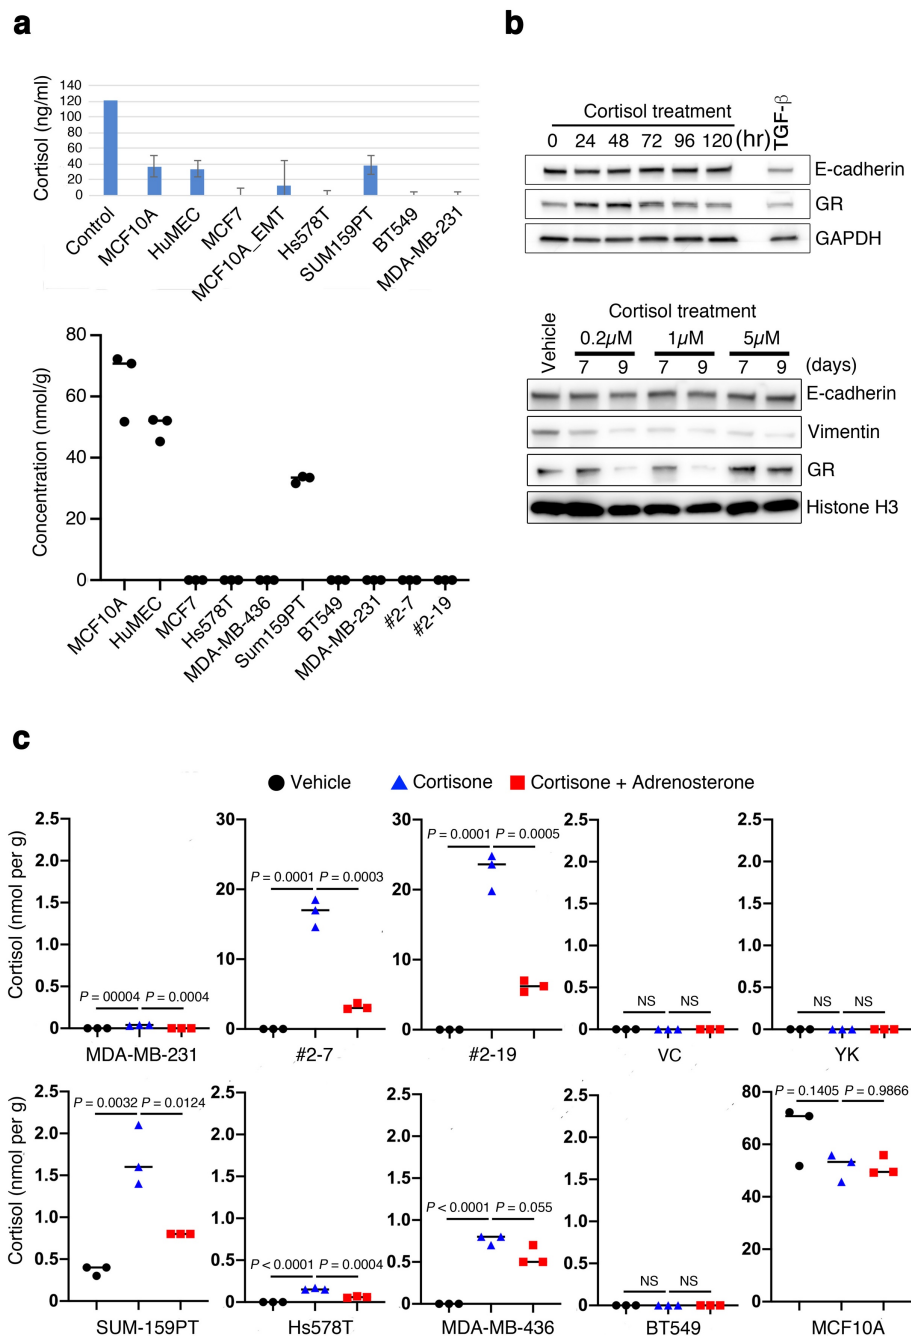 a
Cortisol (ng/ml)
140
120
100
80
60
40
20
0
Control
MCF10A
HuMEC
MCF7
MCF10A_EMT
Hs578T
SUM159PT
BT549
MDA-MB-231
Concentration (nmol/g)
80
60
40
20
0
MCF10A
HuMEC
MCF7
Hs578T
MDA-MB-436
Sum159PT
BT549
MDA-MB-231
#2-7
#2-19
b
Cortisol treatment
0 24 48 72 96 120 (hr) TGF-β
E-cadherin
GR
GAPDH
Cortisol treatment
Vehicle 0.2µM 1µM 5µM
7 9 7 9 7 9 (days)
E-cadherin
Vimentin
GR
Histone H3
c
Vehicle Cortisone Cortisone + Adrenosterone
Cortisol (nmol per g)
2.5
2.0
1.5
1.0
0.5
0
P = 00004 P = 0.0004
MDA-MB-231
30
20
10
0
P = 0.0001 P = 0.0003
#2-7
30
20
10
0
P = 0.0001 P = 0.0005
#2-19
2.5
2.0
1.5
1.0
0.5
0
NS NS
VC
2.5
2.0
1.5
1.0
0.5
0
NS NS
YK
Cortisol (nmol per g)
2.5
2.0
1.5
1.0
0.5
0
P = 0.0032 P = 0.0124
SUM-159PT
2.5
2.0
1.5
1.0
0.5
0
P < 0.0001 P = 0.0004
Hs578T
2.5
2.0
1.5
1.0
0.5
0
P < 0.0001 P = 0.055
MDA-MB-436
2.5
2.0
1.5
1.0
0.5
0
NS NS
BT549
80
60
40
20
0
P = 0.1405 P = 0.9866
MCF10A